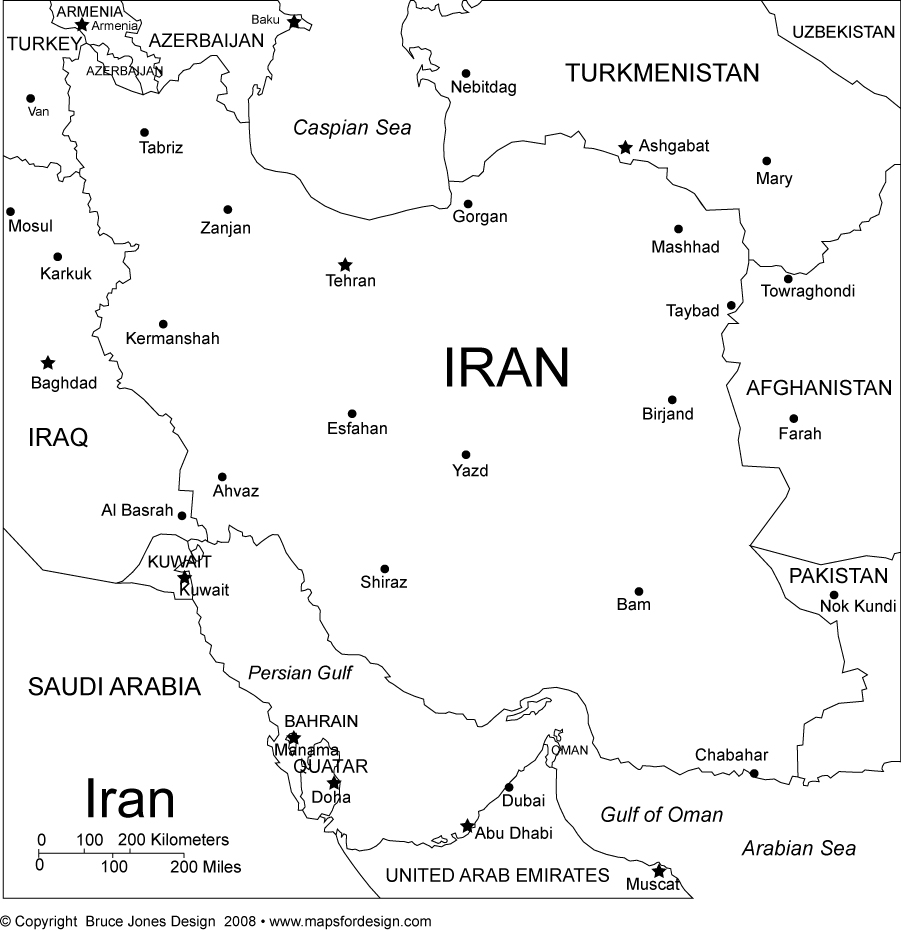 ARMENIA
Armenia
Baku
UZBEKISTAN
TURKEY
AZERBAIJAN
AZERBAIJAN
TURKMENISTAN
Nebitdag
Van
Caspian Sea
Tabriz
Ashgabat
Mary
Mosul
Zanjan
Gorgan
Mashhad
Karkuk
Tehran
Towraghondi
Taybad
Kermanshah
IRAN
Baghdad
AFGHANISTAN
Birjand
IRAQ
Esfahan
Farah
Yazd
Ahvaz
Al Basrah
KUWAIT
Kuwait
Shiraz
PAKISTAN
Bam
Nok Kundi
Persian Gulf
SAUDI ARABIA
BAHRAIN
Manama
OMAN
Chabahar
QUATAR
Iran
Doha
Dubai
Gulf of Oman
Abu Dhabi
Arabian Sea
0 100 200 Kilometers
0 100 200 Miles
UNITED ARAB EMIRATES
Muscat
© Copyright Bruce Jones Design 2008 • www.mapsfordesign.com